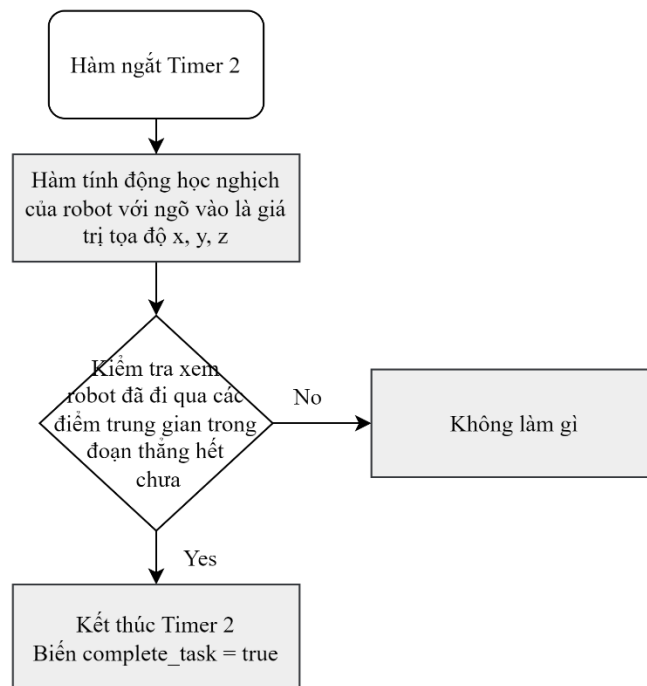 Hàm ngắt Timer 2
Hàm tính động học nghịch
của robot với ngõ vào là giá
trị tọa độ x, y, z
Kiểm tra xem
robot đã đi qua các
điểm trung gian trong
đoạn thẳng hết
chưa
No
Không làm gì
Yes
Kết thúc Timer 2
Biến complete_task = true